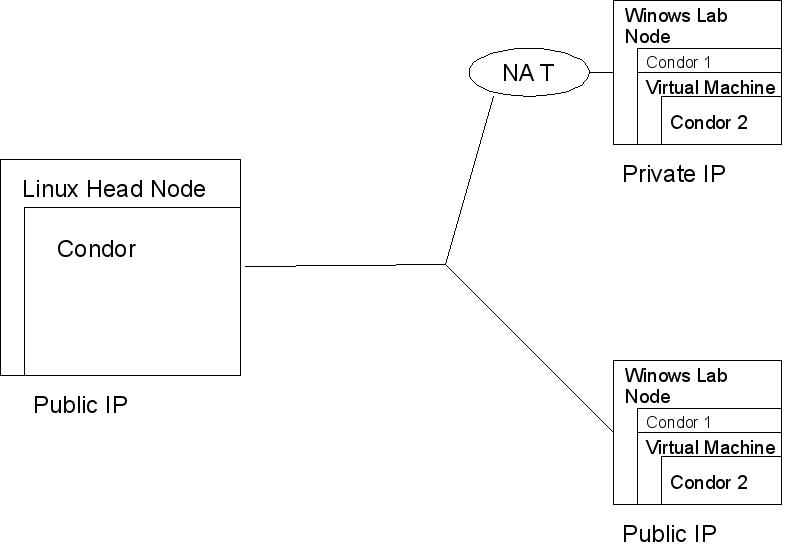 Linux Head Node
Condor
Public IP
NAT
Winows Lab
Node
Condor 1
Virtual Machine
Condor 2
Private IP
Winows Lab
Node
Condor 1
Virtual Machine
Condor 2
Public IP